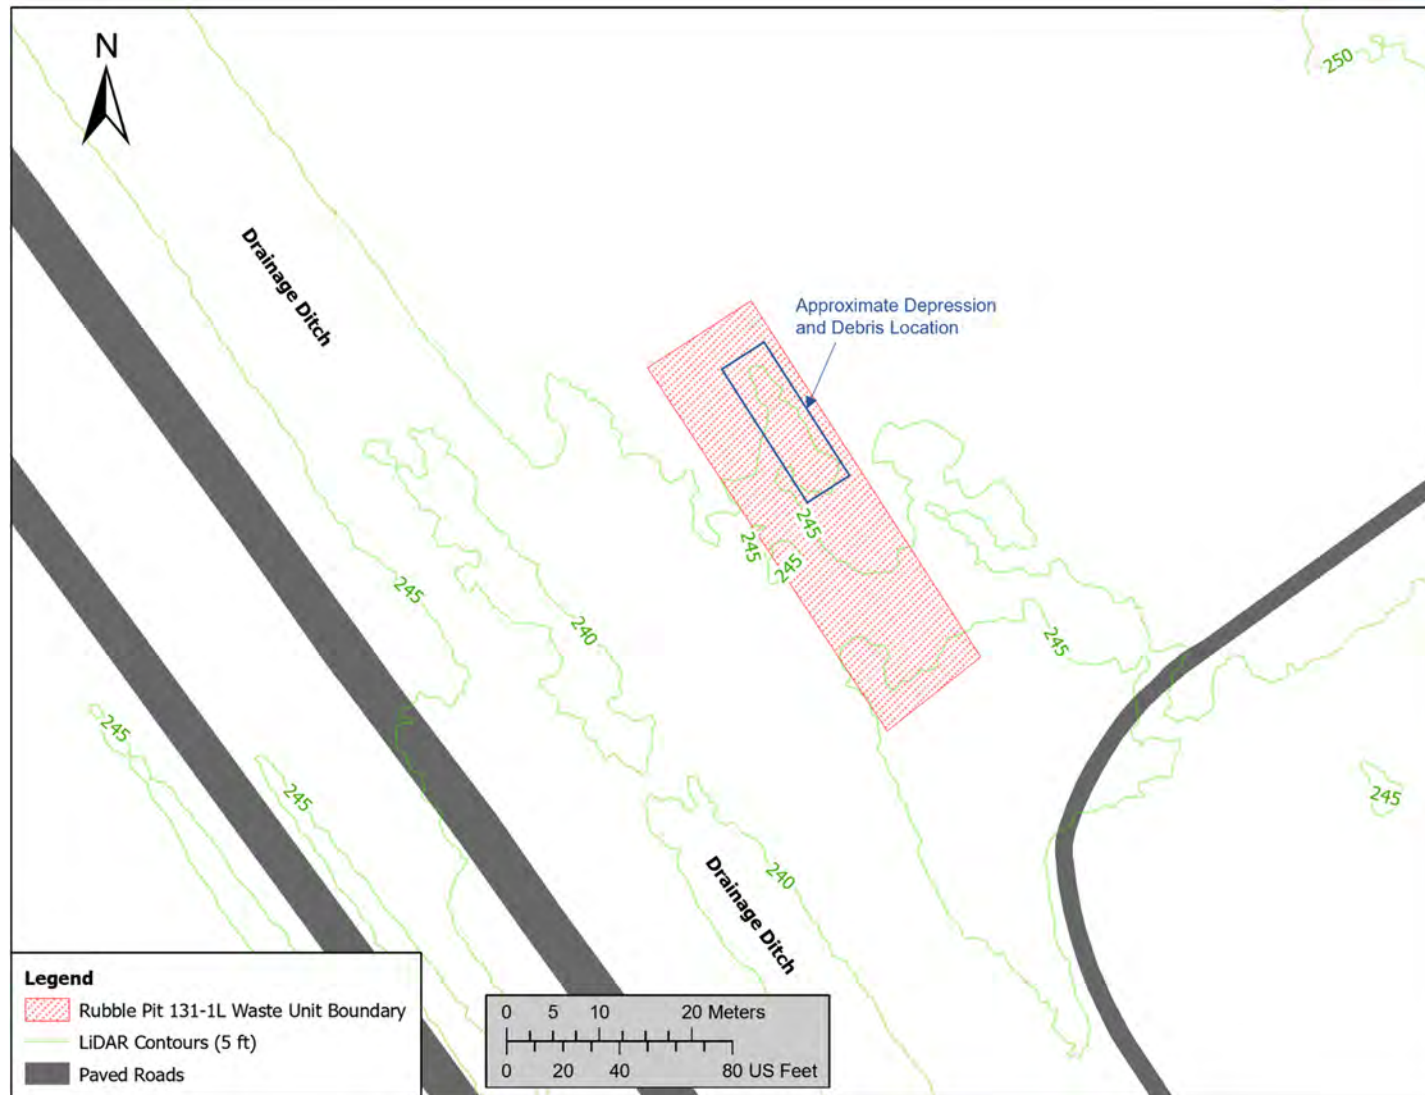 N
250
Drainage Ditch
Approximate Depression
and Debris Location
245
245
245
245
240
245
245
245
245
240
Drainage Ditch
Legend
Rubble Pit 131-1L Waste Unit Boundary
LiDAR Contours (5 ft)
Paved Roads
0 5 10 20 Meters
0 20 40 80 US Feet